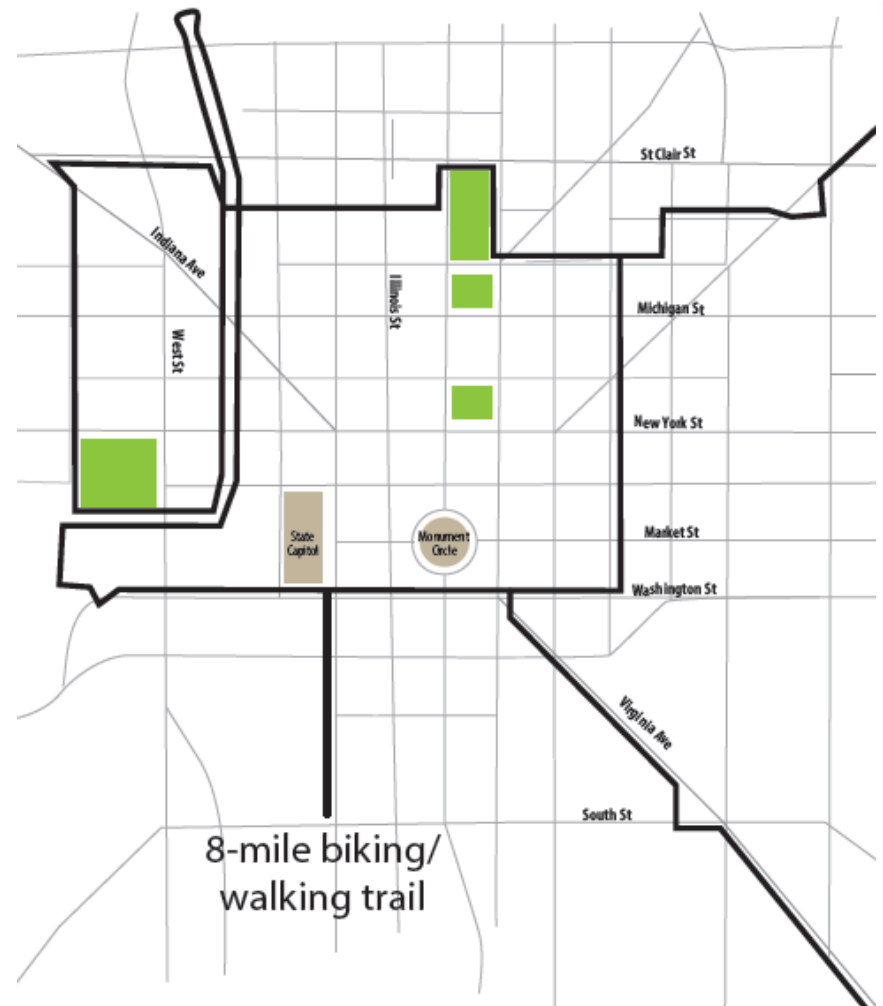 St Clair St
Indiana Ave
Illinois St
Michigan St
West St
New York St
State
Capitol
Monument
Circle
Market St
Washington St
Virginia Ave
South St
8-mile biking/
walking trail